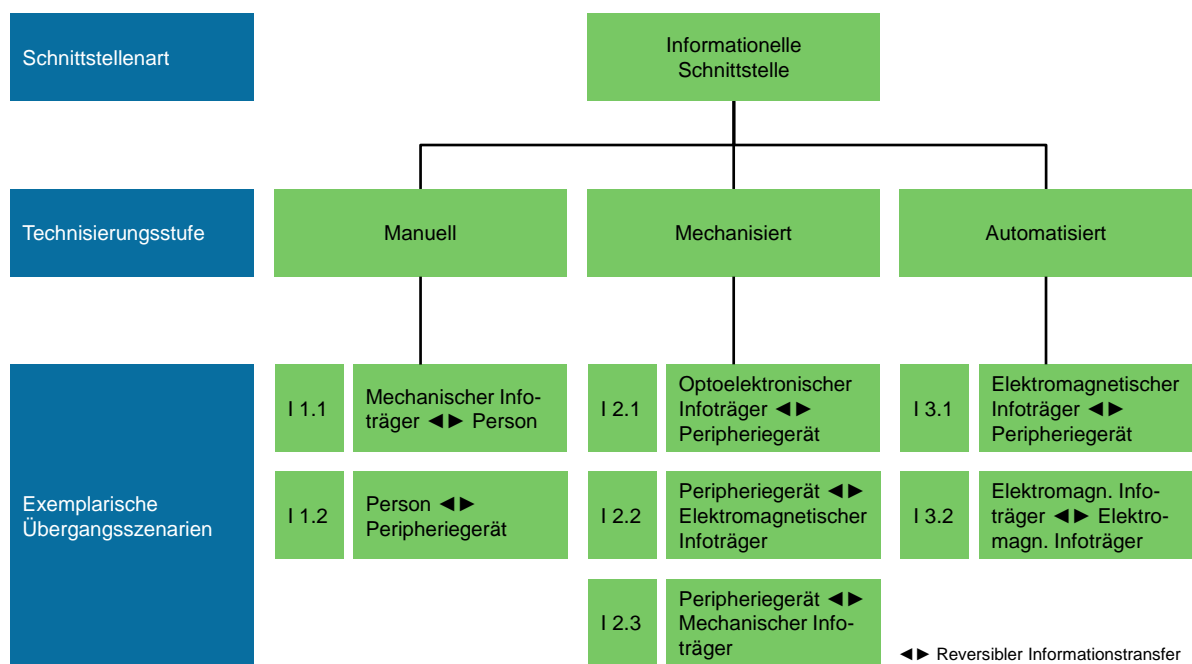 Schnittstellenart
Informationelle
Schnittstelle
Technisierungsstufe
Manuell
Mechanisiert
Automatisiert
Exemplarische
Übergangsszenarien
I 1.1
Mechanischer Info-
träger ◄► Person
I 2.1
Optoelektronischer
Infoträger ◄►
Peripheriegerät
I 3.1
Elektromagnetischer
Infoträger ◄►
Peripheriegerät
I 1.2
Person ◄►
Peripheriegerät
I 2.2
Peripheriegerät ◄►
Elektromagnetischer
Infoträger
I 3.2
Elektromagn. Info-
träger ◄► Elektro-
magn. Infoträger
I 2.3
Peripheriegerät ◄►
Mechanischer Info-
träger
◄► Reversibler Informationstransfer